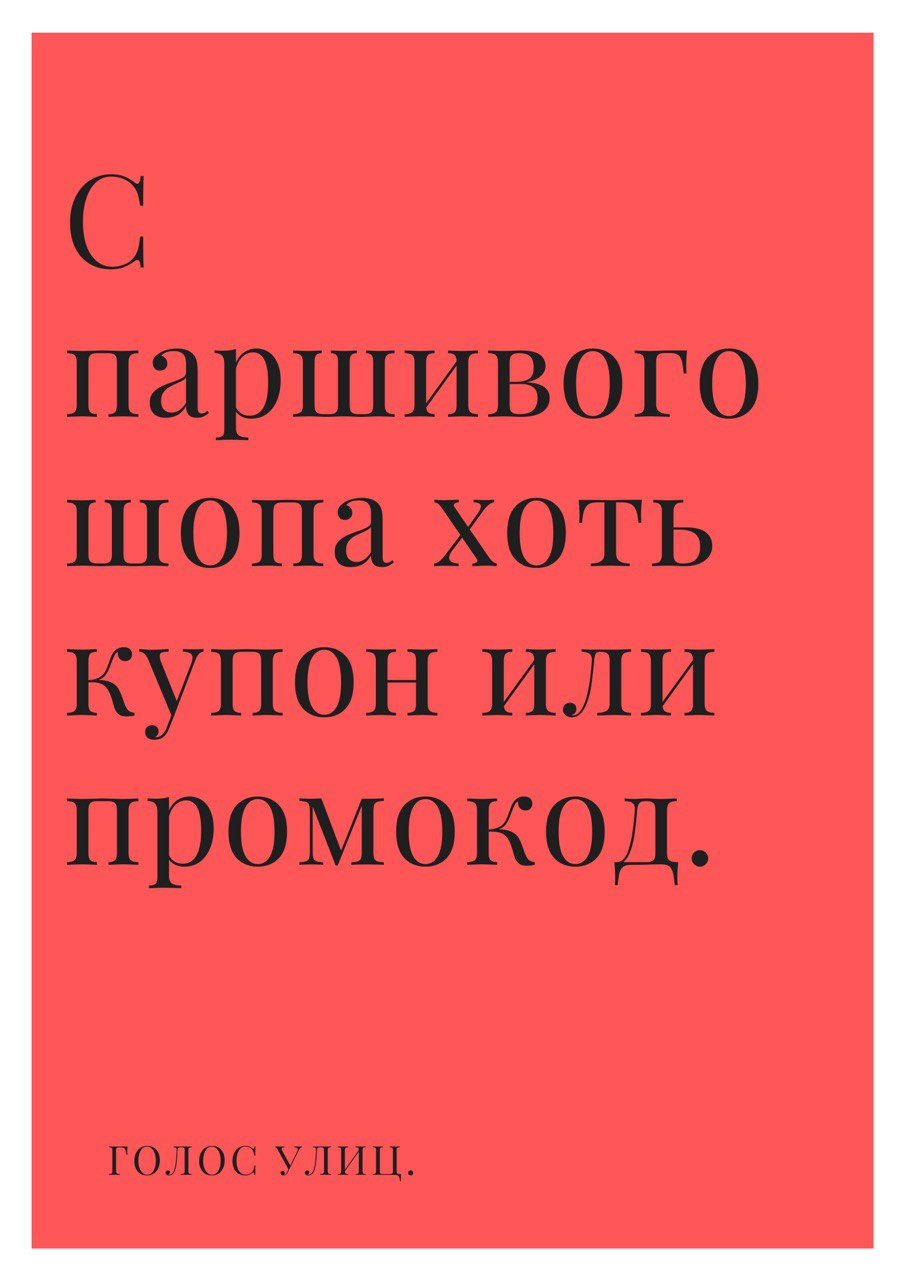 С
паршивого
шопа хоть
купон или
промокод.
ГОЛОС УЛИЦ.